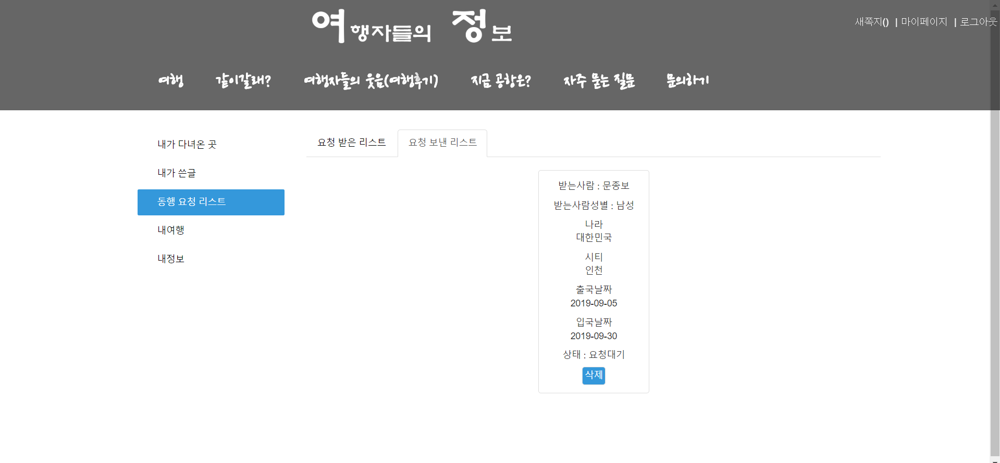 여행자들의 정보
새쪽지() | 마이페이지 | 로그아웃
여행 같이갈래? 여행자들의 웃음(여행후기) 지금 공항은? 자주 묻는 질문 문의하기
내가 다녀온 곳
내가 쓴글
동행 요청 리스트
내여행
내정보
요청 받은 리스트 요청 보낸 리스트
받는사람 : 문종보
받는사람성별 : 남성
나라
대한민국
시티
인천
출국날짜
2019-09-05
입국날짜
2019-09-30
상태 : 요청대기
삭제